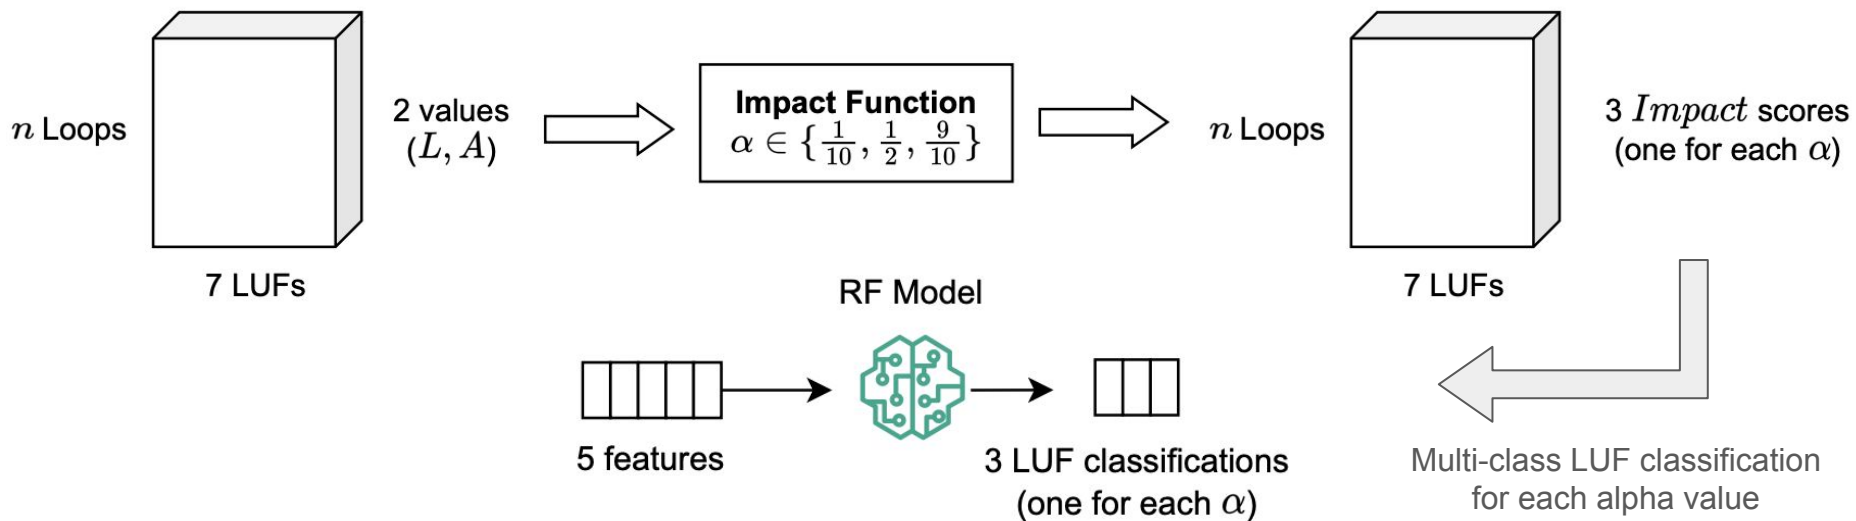 n Loops
7 LUFs
2 values
(L, A)
Impact Function
α ∈ {1/10, 1/2, 9/10}
n Loops
7 LUFs
3 Impact scores
(one for each α)
RF Model
5 features
3 LUF classifications
(one for each α)
Multi-class LUF classification
for each alpha value